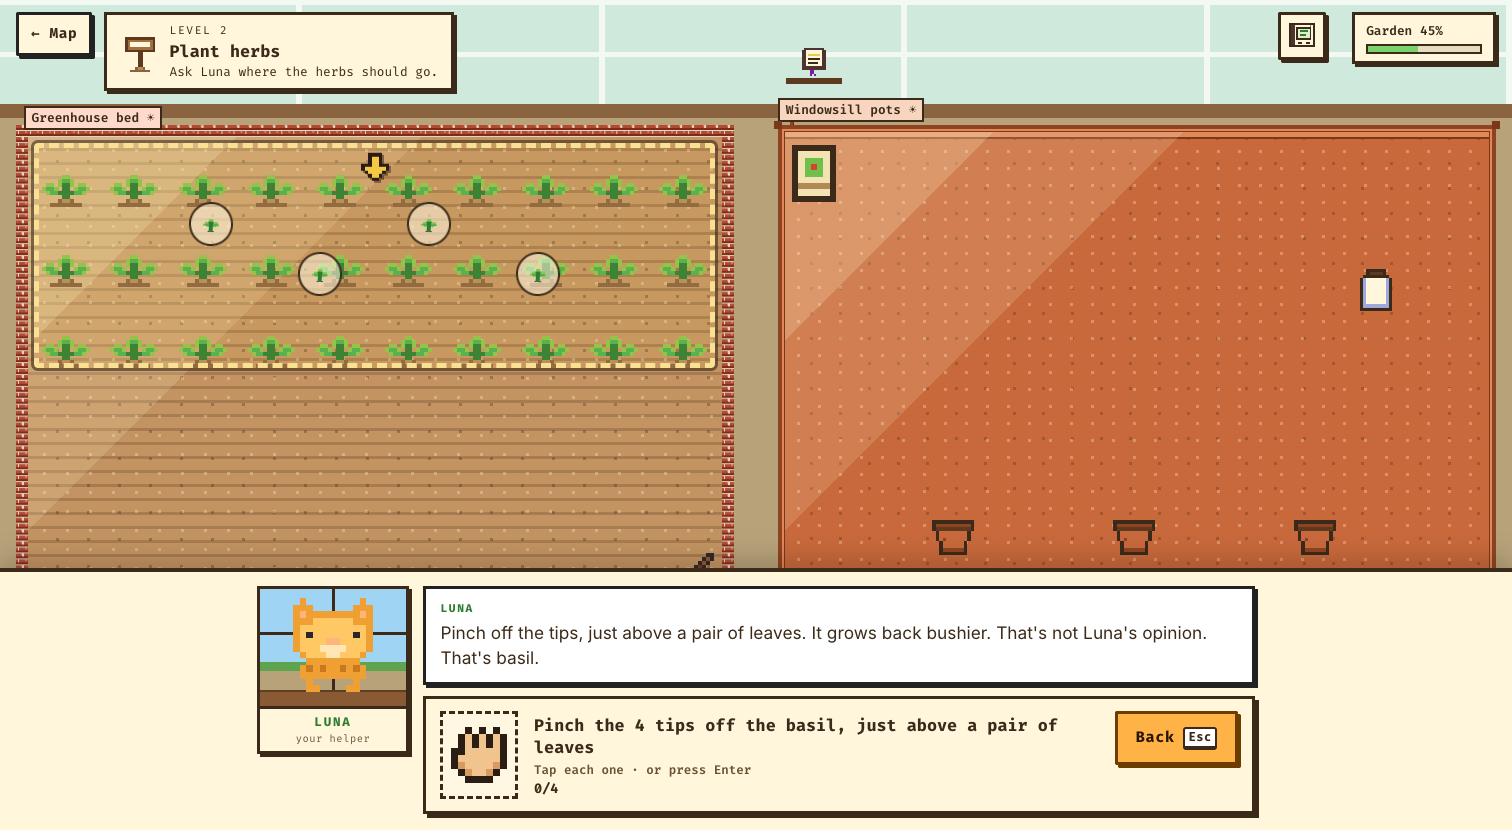 ← Map
LEVEL 2
Plant herbs
Ask Luna where the herbs should go.
Garden 45%
Greenhouse bed ☀
Windowsill pots ☀
LUNA
Pinch off the tips, just above a pair of leaves. It grows back bushier. That's not Luna's opinion.
That's basil.
LUNA
your helper
Pinch the 4 tips off the basil, just above a pair of
leaves
Tap each one · or press Enter
0/4
Back Esc